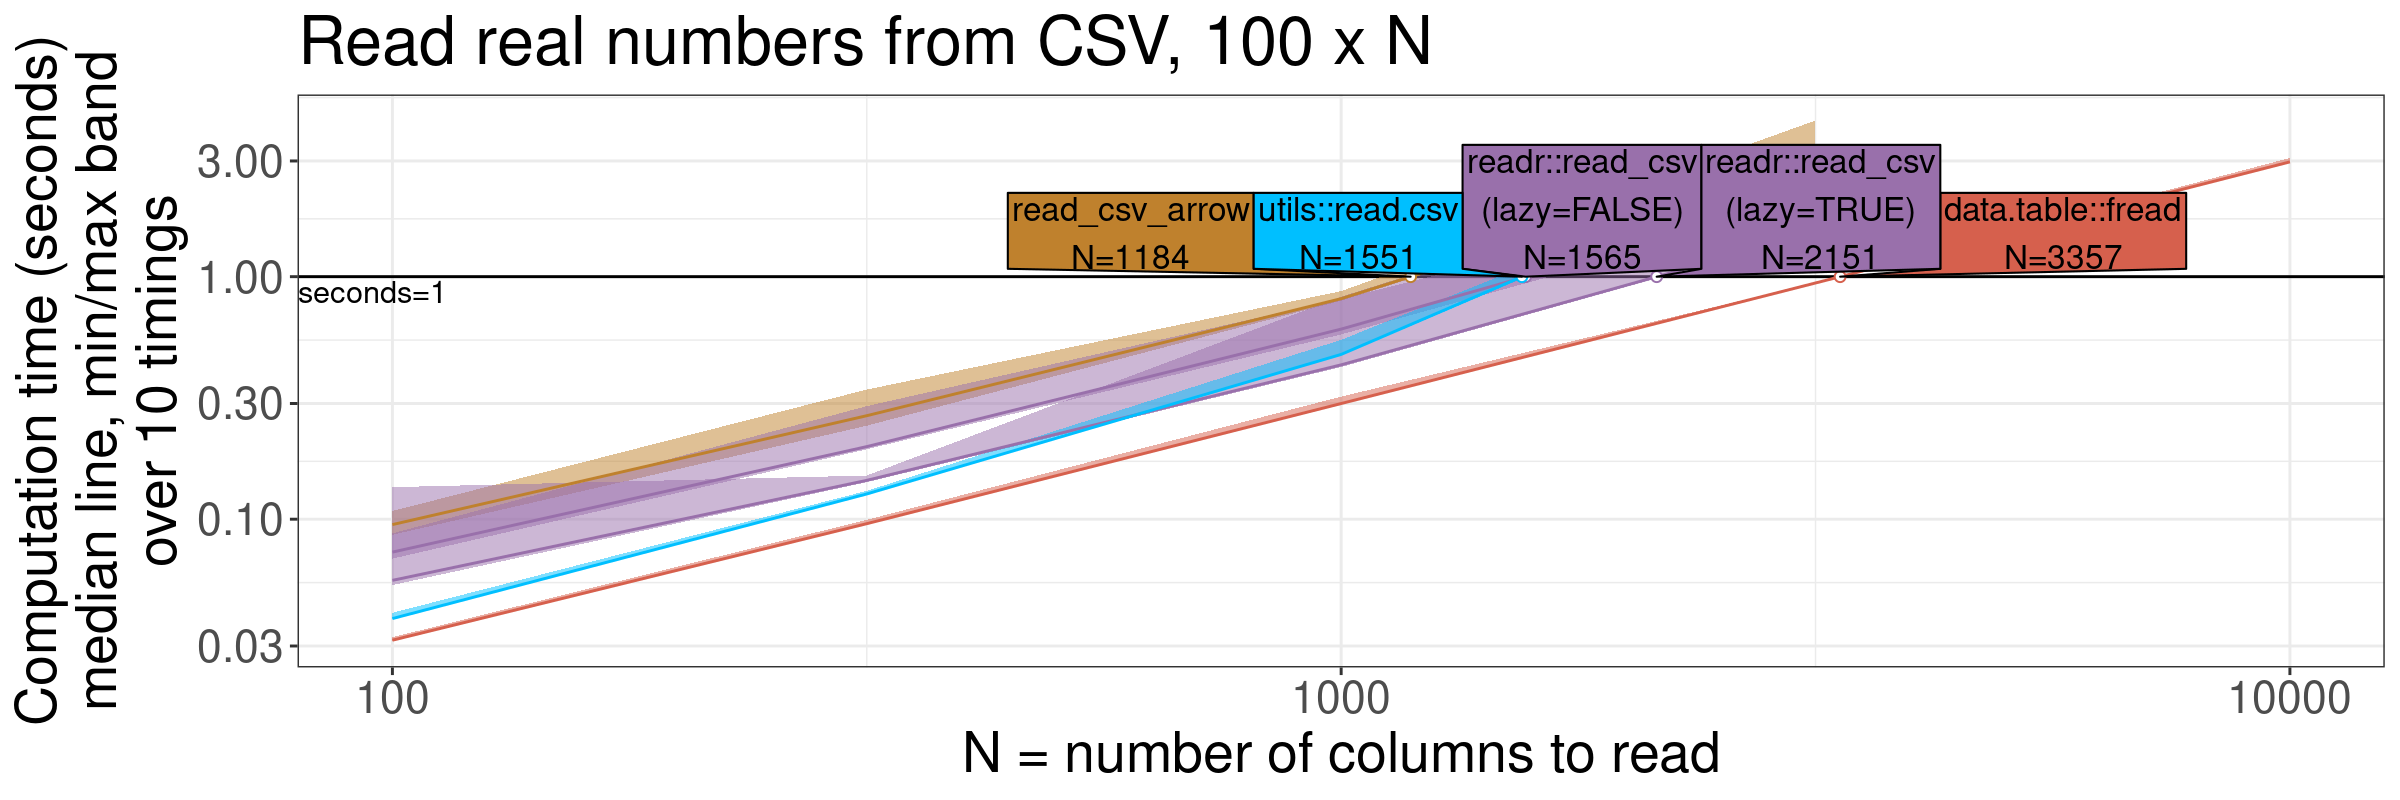 Read real numbers from CSV, 100 x N
Computation time (seconds)
median line, min/max band
over 10 timings
3.00
1.00
0.30
0.10
0.03
seconds=1
read_csv_arrow
N=1184
utils::read.csv
N=1551
readr::read_csv
(lazy=FALSE)
N=1565
readr::read_csv
(lazy=TRUE)
N=2151
data.table::fread
N=3357
100
1000
10000
N = number of columns to read